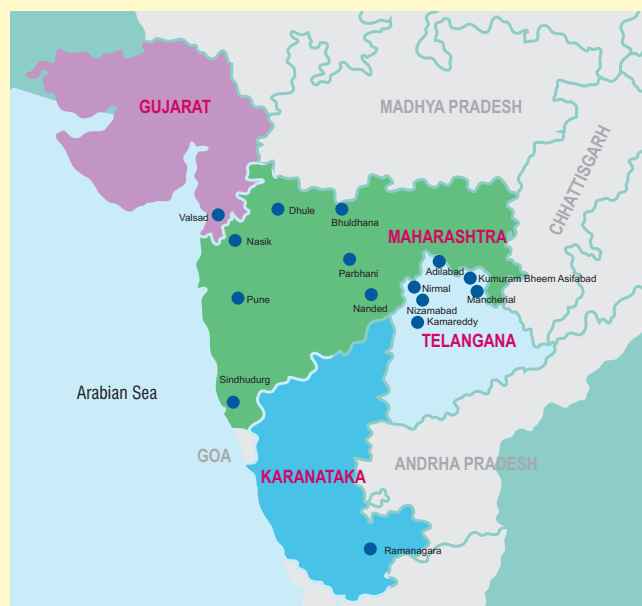 GUJARAT
MADHYA PRADESH
CHHATTISGARH
Valsad
Dhule
Bhuldhana
Nasik
MAHARASHTRA
Parbhani
Adilabad
Kumuram Bheem Asifabad
Nirmal
Mancherial
Pune
Nanded
Nizamabad
Kamareddy
TELANGANA
Sindhudurg
Arabian Sea
GOA
KARANATAKA
ANDRHA PRADESH
Ramanagara